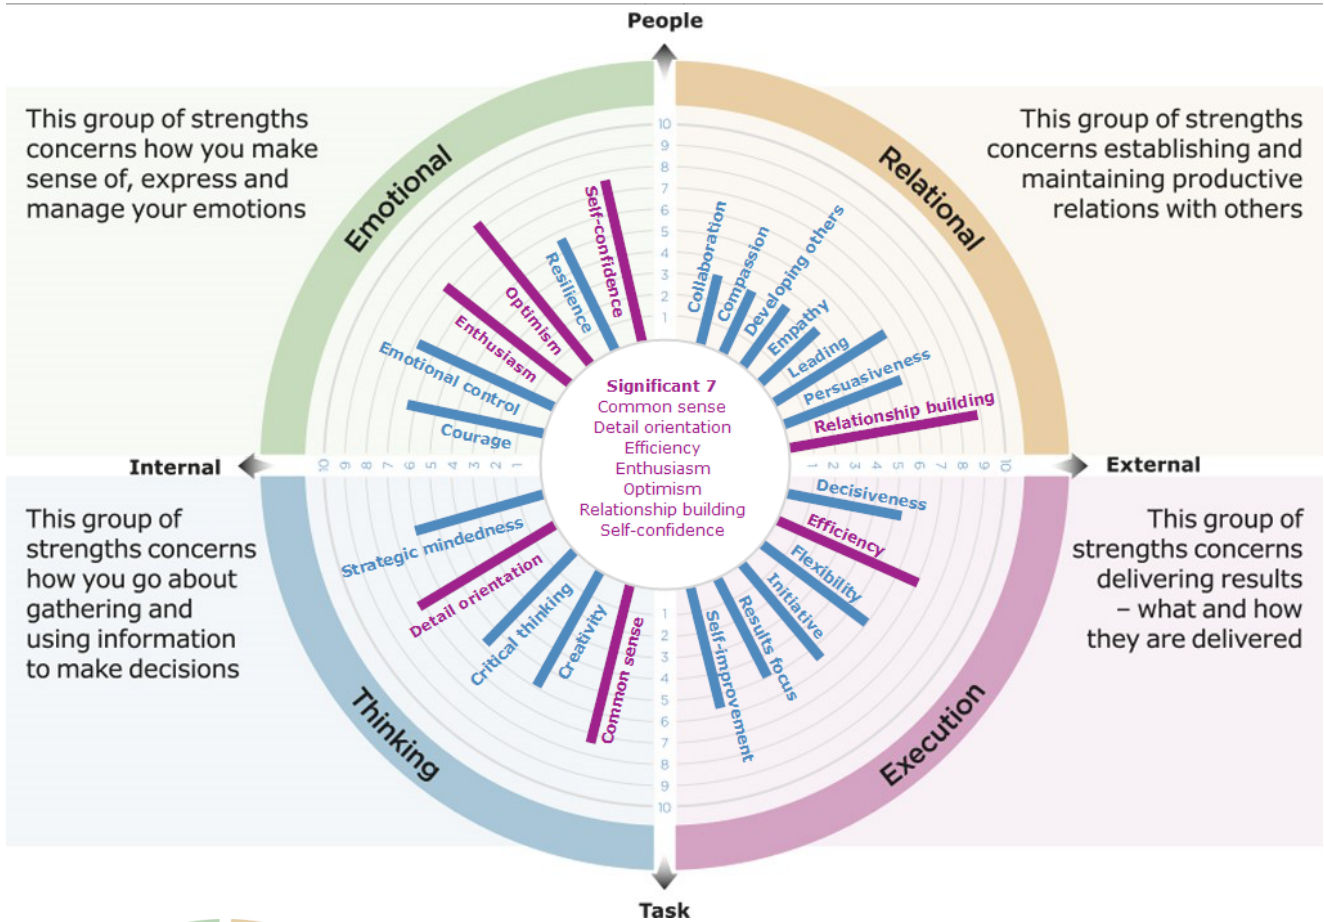 People
This group of strengths
concerns how you make
sense of, express and
manage your emotions
Emotional
This group of strengths
concerns establishing and
maintaining productive
relations with others
Relational
10
9
8
7
6
5
4
3
2
1
Self-confidence
Resilience
Optimism
Enthusiasm
Emotional control
Courage
Collaboration
Compassion
Developing others
Empathy
Leading
Persuasiveness
Relationship building
Significant 7
Common sense
Detail orientation
Efficiency
Enthusiasm
Optimism
Relationship building
Self-confidence
Internal
10 9 8 7 6 5 4 3 2 1
1 2 3 4 5 6 7 8 9 10
External
This group of
strengths concerns
how you go about
gathering and
using information
to make decisions
Thinking
Strategic mindedness
Detail orientation
Critical thinking
Creativity
Common sense
Decisiveness
Efficiency
Flexibility
Initiative
Results focus
Self-improvement
1
2
3
4
5
6
7
8
9
10
This group of
strengths concerns
delivering results
– what and how
they are delivered
Execution
Task